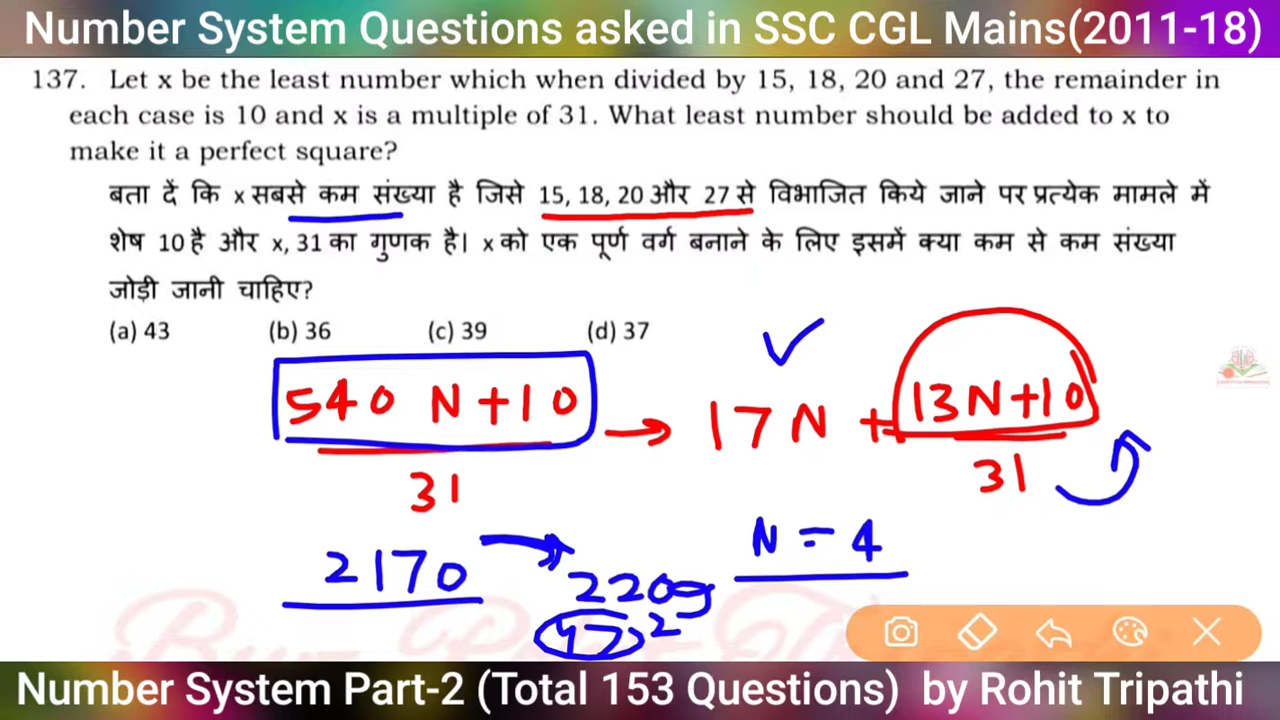 Number System Questions asked in SSC CGL Mains(2011-18)
137. Let x be the least number which when divided by 15, 18, 20 and 27, the remainder in
each case is 10 and x is a multiple of 31. What least number should be added to x to
make it a perfect square?
बता दें कि x सबसे कम संख्या है जिसे 15, 18, 20 और 27 से विभाजित किये जाने पर प्रत्येक मामले में
शेष 10 है और x, 31 का गुणक है। x को एक पूर्ण वर्ग बनाने के लिए इसमें क्या कम से कम संख्या
जोड़ी जानी चाहिए?
(a) 43 (b) 36 (c) 39 (d) 37
540 N+10 → 17N + 13N+10
31 31
N = 4
2170 → 2209
47²
Number System Part-2 (Total 153 Questions) by Rohit Tripathi